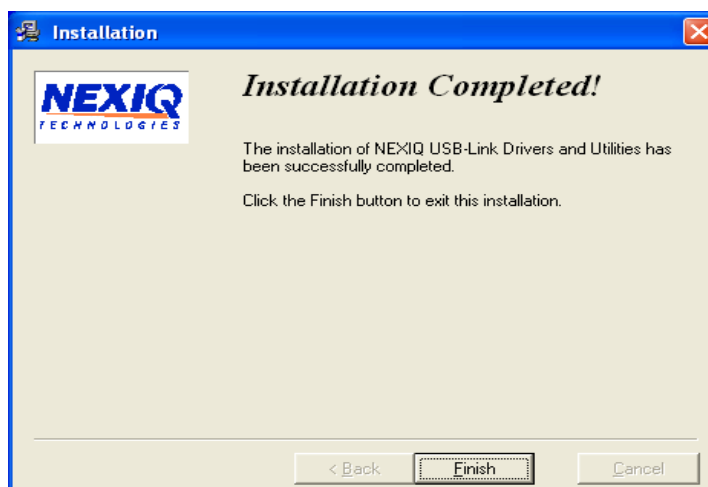 Installation
NEXIQ
TECHNOLOGIES
Installation Completed!
The installation of NEXIQ USB-Link Drivers and Utilities has
been successfully completed.
Click the Finish button to exit this installation.
< Back Finish Cancel